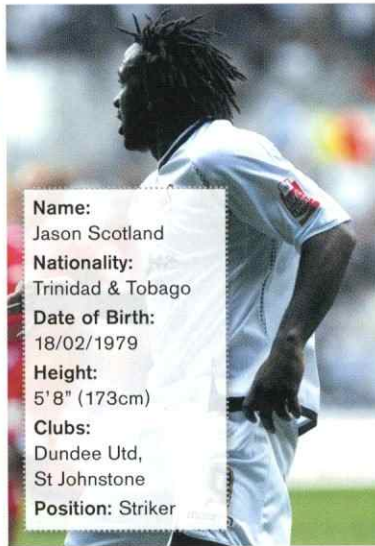 Name:
Jason Scotland
Nationality:
Trinidad & Tobago
Date of Birth:
18/02/1979
Height:
5'8" (173cm)
Clubs:
Dundee Utd,
St Johnstone
Position: Striker